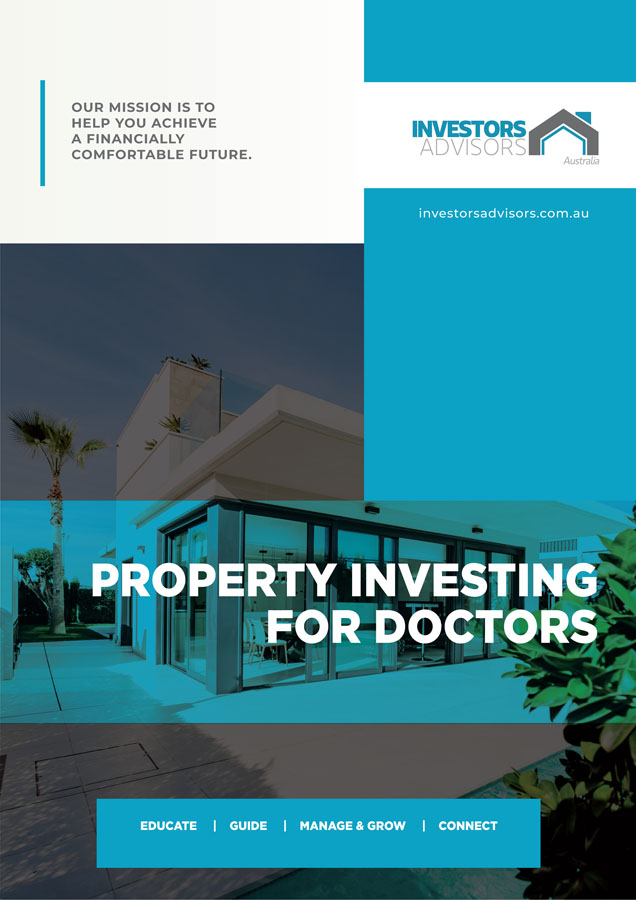 OUR MISSION IS TO
HELP YOU ACHIEVE
A FINANCIALLY
COMFORTABLE FUTURE.
INVESTORS
ADVISORS
Australia
investorsadvisors.com.au
PROPERTY INVESTING
FOR DOCTORS
EDUCATE | GUIDE | MANAGE & GROW | CONNECT